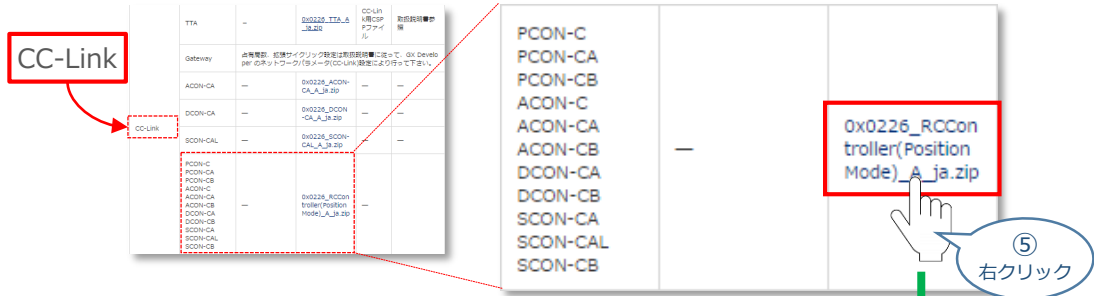 CC-Link
CC-Link
TTA
–
0x0226_TTA_A
_ja.zip
CC-Lin
k用CSP
Pファイ
ル
取扱説明■参
照
Gateway
占有局数、拡張サイクリック設定は取扱説明■に従って、GX Develo
per のネットワークパラメータ(CC-Link)設定により行って下さい。
ACON-CA
—
0x0226_ACON-
CA_A_ja.zip
—
—
DCON-CA
—
0x0226_DCON
-CA_A_ja.zip
—
—
SCON-CAL
—
0x0226_SCON-
CAL_A_ja.zip
—
—
PCON-C
PCON-CA
PCON-CB
ACON-C
ACON-CA
ACON-CB
DCON-CA
DCON-CB
SCON-CA
SCON-CAL
SCON-CB
—
0x0226_RCCon
troller(Position
Mode)_A_ja.zip
—
PCON-C
PCON-CA
PCON-CB
ACON-C
ACON-CA
ACON-CB
DCON-CA
DCON-CB
SCON-CA
SCON-CAL
SCON-CB
—
0x0226_RCCon
troller(Position
Mode)_A_ja.zip
⑤
右クリック